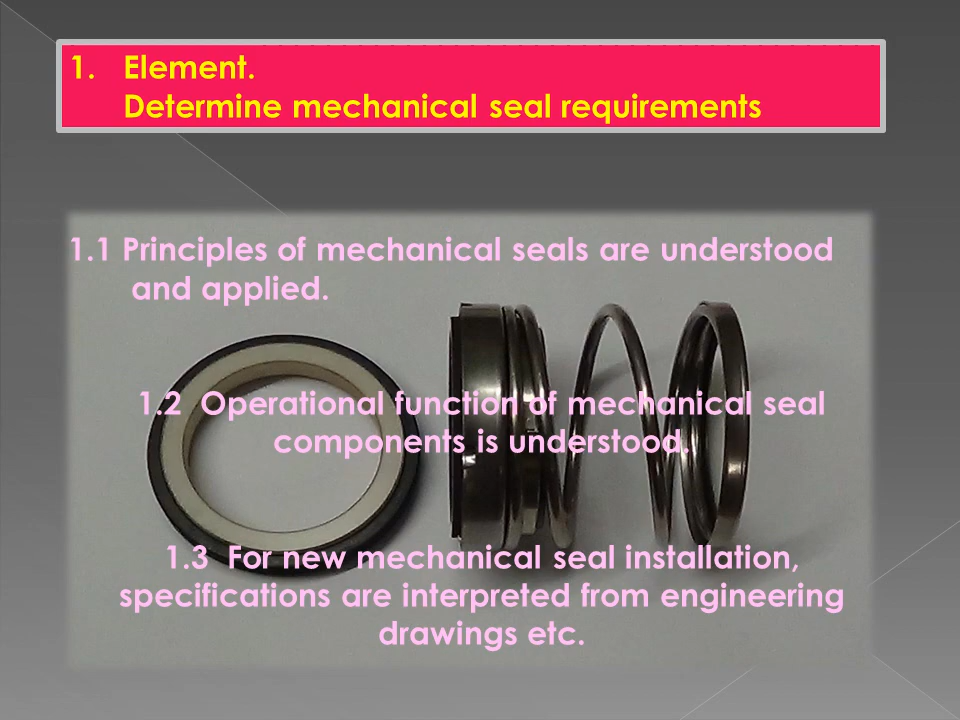 1. Element.
Determine mechanical seal requirements
1.1 Principles of mechanical seals are understood
and applied.
1.2 Operational function of mechanical seal
components is understood.
1.3 For new mechanical seal installation,
specifications are interpreted from engineering
drawings etc.